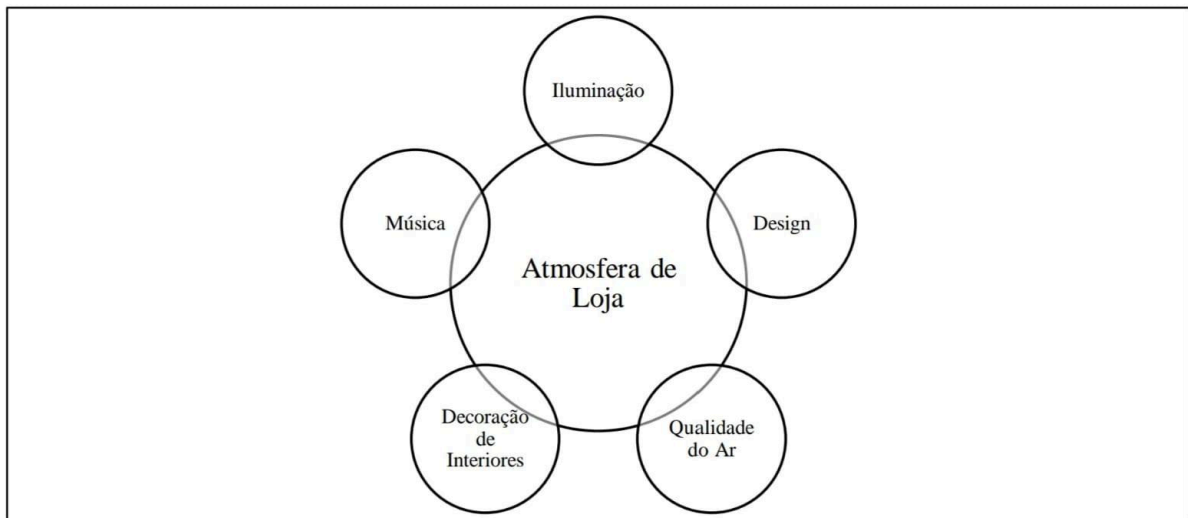 Iluminação
Música
Design
Atmosfera de
Loja
Decoração
de
Interiores
Qualidade
do Ar